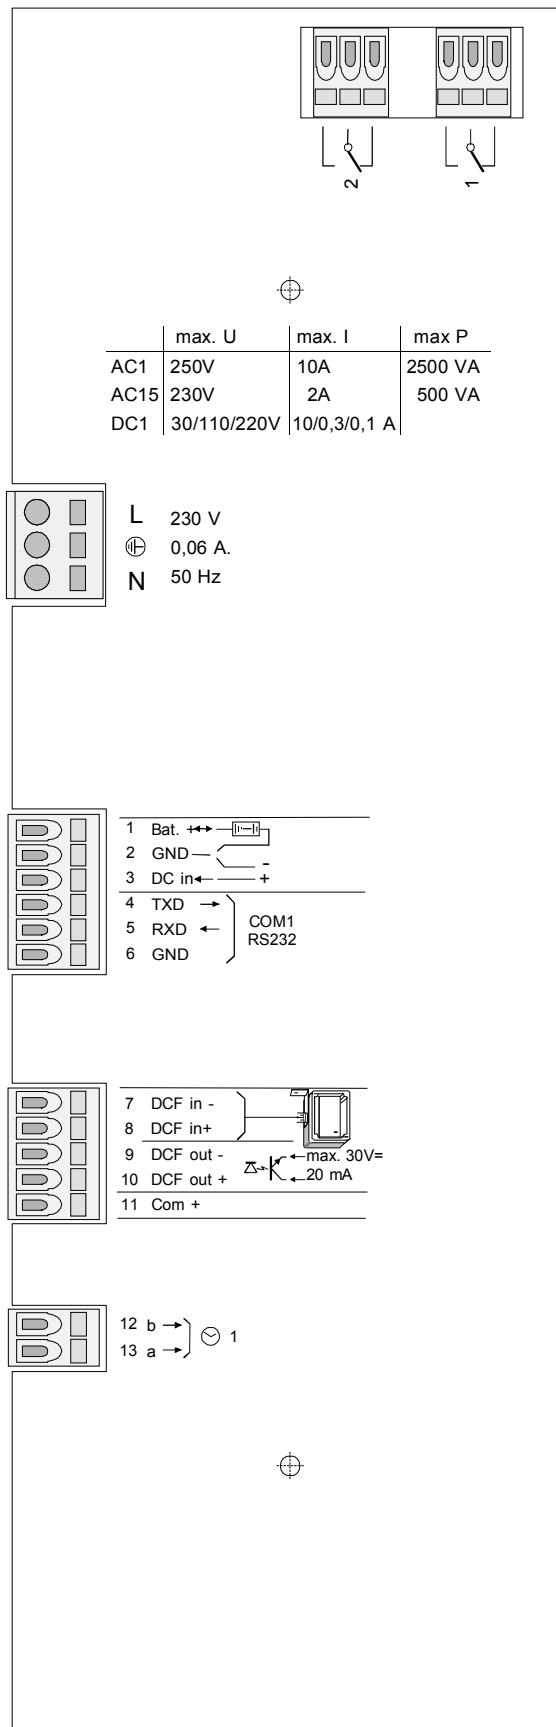 2 1
max. U max. I max P
AC1 250V 10A 2500 VA
AC15 230V 2A 500 VA
DC1 30/110/220V 10/0,3/0,1 A
L 230 V
0,06 A.
N 50 Hz
1 Bat. +
2 GND -
3 DC in +
4 TXD
5 RXD
6 GND
COM1
RS232
7 DCF in -
8 DCF in+
9 DCF out - max. 30V=
10 DCF out + 20 mA
11 Com +
12 b
13 a
1